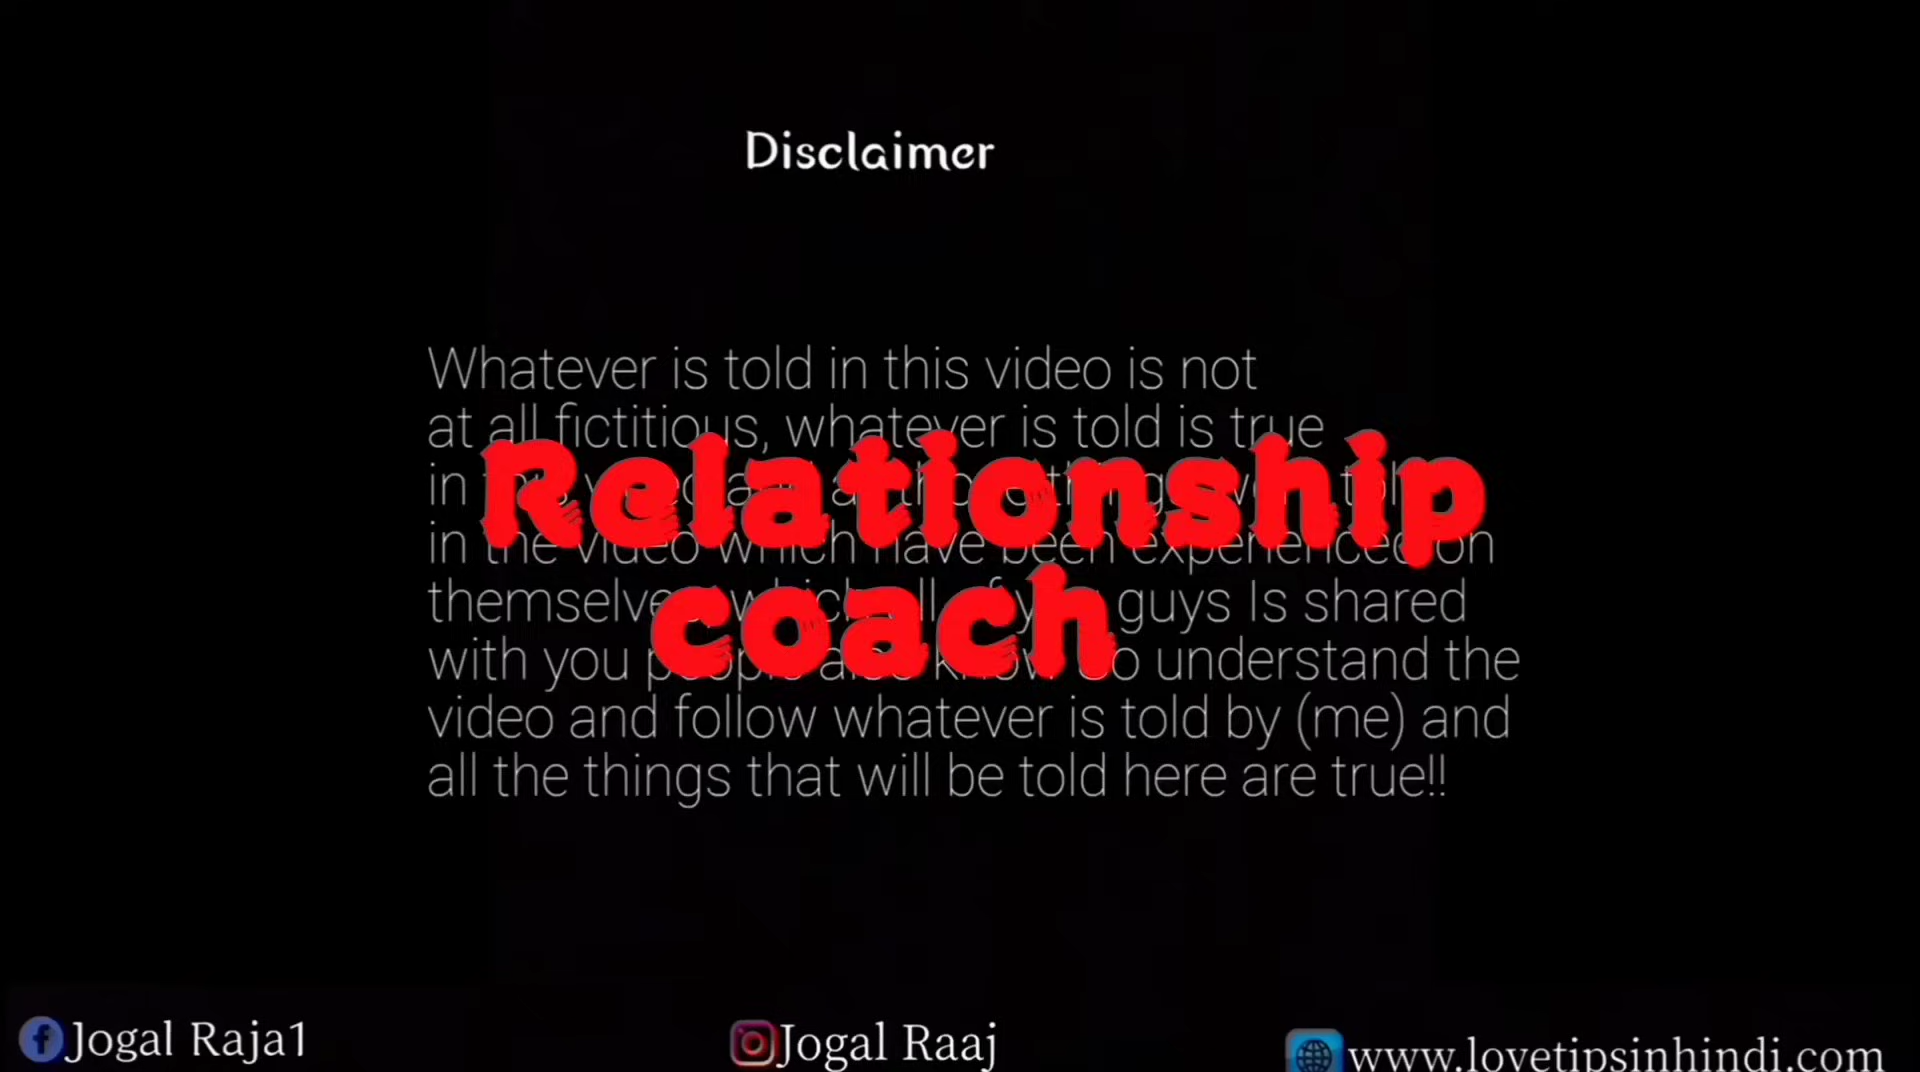 Disclaimer
Whatever is told in this video is not
at all fictitious, whatever is told is true
in
Relationship
in the video which have been experienced on
coach
guys Is shared
with you understand the
video and follow whatever is told by (me) and
all the things that will be told here are true!!
Jogal Raja1
Jogal Raaj
www.lovetipsinhindi.com